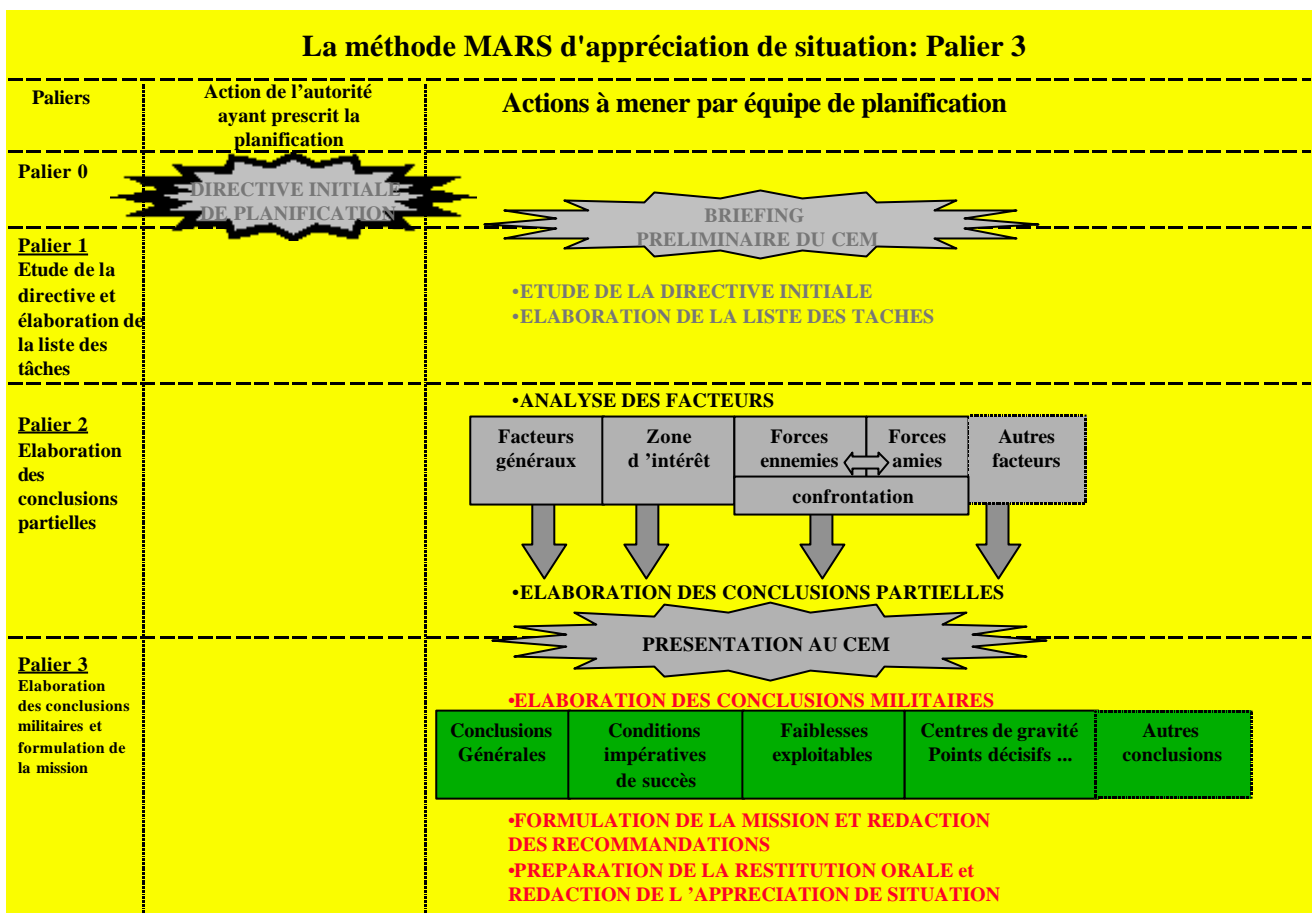 La méthode MARS d'appréciation de situation: Palier 3
Paliers
Action de l’autorité
ayant prescrit la
planification
Actions à mener par équipe de planification
Palier 0
DIRECTIVE INITIALE
DE PLANIFICATION
BRIEFING
PRELIMINAIRE DU CEM
Palier 1
Etude de la
directive et
élaboration de
la liste des
tâches
•ETUDE DE LA DIRECTIVE INITIALE
•ELABORATION DE LA LISTE DES TACHES
Palier 2
Elaboration
des
conclusions
partielles
•ANALYSE DES FACTEURS
Facteurs
généraux
Zone
d ’intérêt
Forces
ennemies
Forces
amies
confrontation
Autres
facteurs
•ELABORATION DES CONCLUSIONS PARTIELLES
PRESENTATION AU CEM
Palier 3
Elaboration
des conclusions
militaires et
formulation de
la mission
•ELABORATION DES CONCLUSIONS MILITAIRES
Conclusions
Générales
Conditions
impératives
de succès
Faiblesses
exploitables
Centres de gravité
Points décisifs ...
Autres
conclusions
•FORMULATION DE LA MISSION ET REDACTION
DES RECOMMANDATIONS
•PREPARATION DE LA RESTITUTION ORALE et
REDACTION DE L ’APPRECIATION DE SITUATION